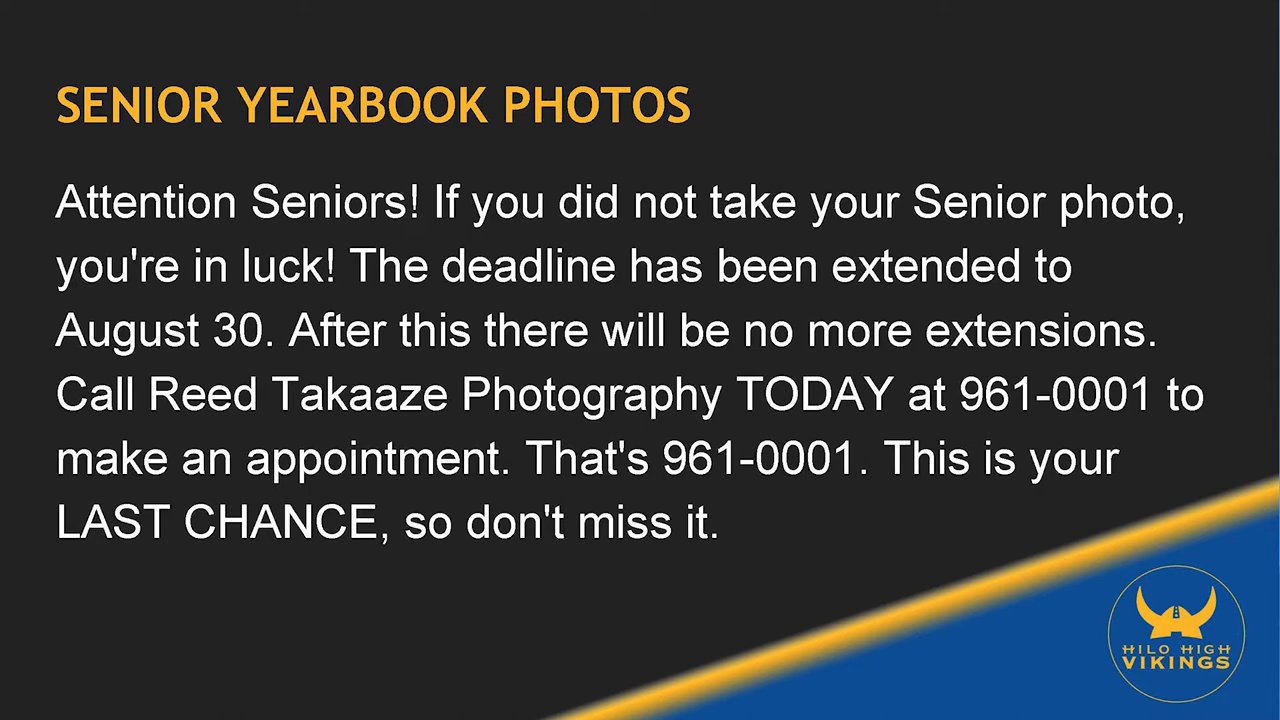 SENIOR YEARBOOK PHOTOS
Attention Seniors! If you did not take your Senior photo,
you're in luck! The deadline has been extended to
August 30. After this there will be no more extensions.
Call Reed Takaaze Photography TODAY at 961-0001 to
make an appointment. That's 961-0001. This is your
LAST CHANCE, so don't miss it.
HILO HIGH
VIKINGS